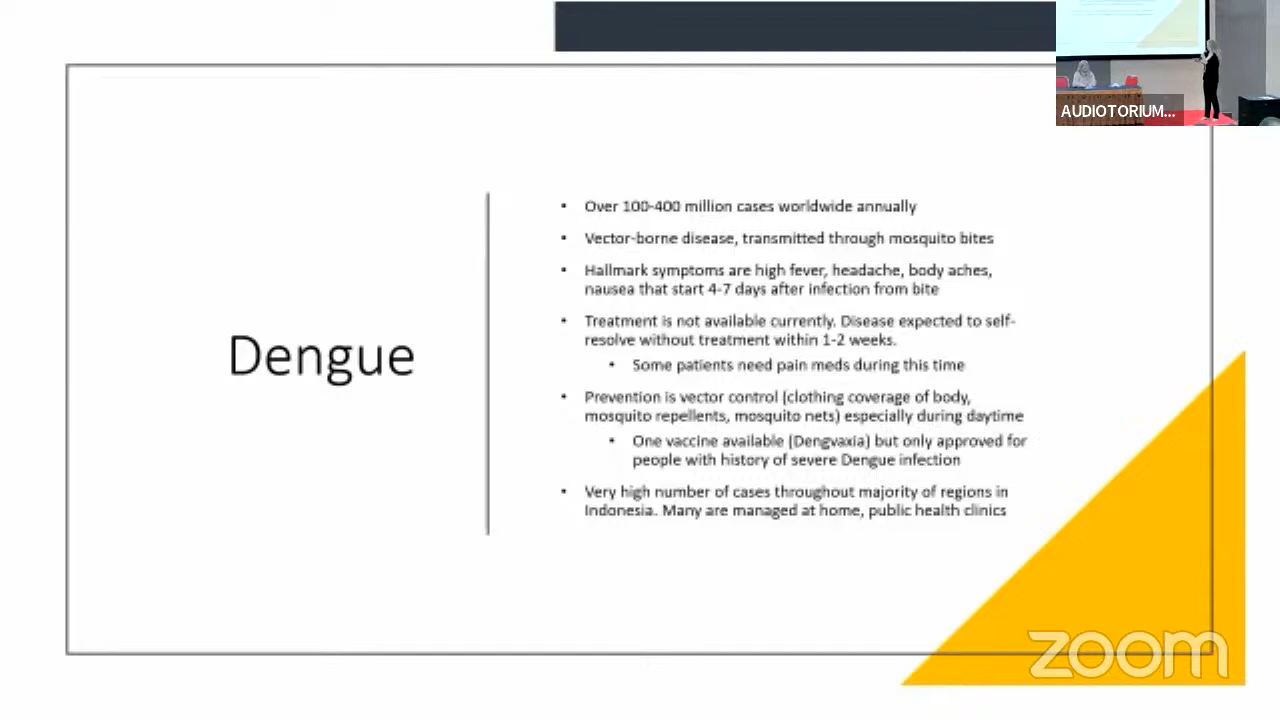 AUDIOTORIUM...
Dengue
• Over 100-400 million cases worldwide annually
• Vector-borne disease, transmitted through mosquito bites
• Hallmark symptoms are high fever, headache, body aches,
nausea that start 4-7 days after infection from bite
• Treatment is not available currently. Disease expected to self-
resolve without treatment within 1-2 weeks.
• Some patients need pain meds during this time
• Prevention is vector control (clothing coverage of body,
mosquito repellents, mosquito nets) especially during daytime
• One vaccine available (Dengvaxia) but only approved for
people with history of severe Dengue infection
• Very high number of cases throughout majority of regions in
Indonesia. Many are managed at home, public health clinics
zoom